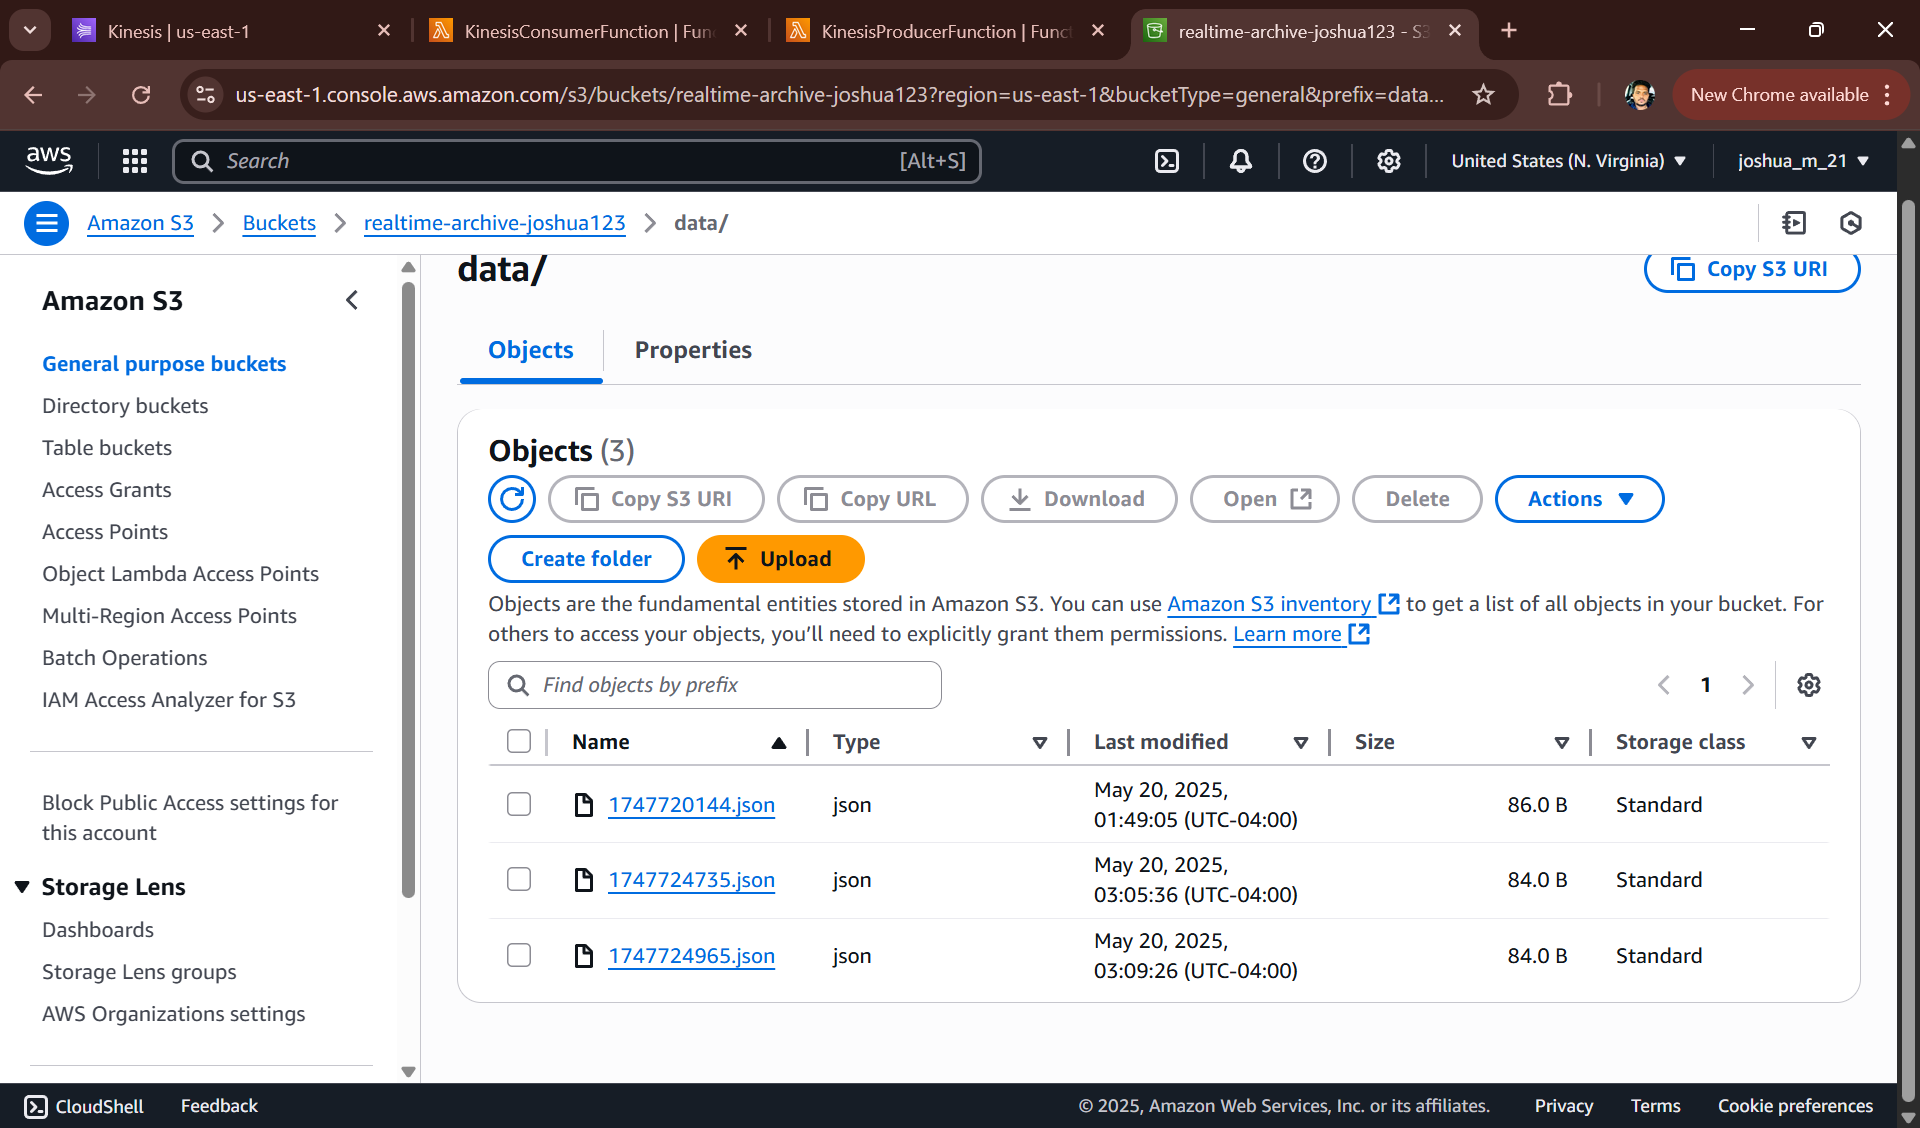 Kinesis | us-east-1
KinesisConsumerFunction | Fun
KinesisProducerFunction | Funct
realtime-archive-joshua123 - S3
us-east-1.console.aws.amazon.com/s3/buckets/realtime-archive-joshua123?region=us-east-1&bucketType=general&prefix=data...
New Chrome available
aws
Search
[Alt+S]
United States (N. Virginia)
joshua_m_21
Amazon S3
Buckets
realtime-archive-joshua123
data/
Amazon S3
General purpose buckets
Directory buckets
Table buckets
Access Grants
Access Points
Object Lambda Access Points
Multi-Region Access Points
Batch Operations
IAM Access Analyzer for S3
Block Public Access settings for
this account
Storage Lens
Dashboards
Storage Lens groups
AWS Organizations settings
data/
Copy S3 URI
Objects
Properties
Objects (3)
Copy S3 URI
Copy URL
Download
Open
Delete
Actions
Create folder
Upload
Objects are the fundamental entities stored in Amazon S3. You can use Amazon S3 inventory to get a list of all objects in your bucket. For
others to access your objects, you’ll need to explicitly grant them permissions. Learn more
Find objects by prefix
1
Name Type Last modified Size Storage class
1747720144.json json May 20, 2025, 86.0 B Standard
01:49:05 (UTC-04:00)
1747724735.json json May 20, 2025, 84.0 B Standard
03:05:36 (UTC-04:00)
1747724965.json json May 20, 2025, 84.0 B Standard
03:09:26 (UTC-04:00)
CloudShell
Feedback
© 2025, Amazon Web Services, Inc. or its affiliates.
Privacy
Terms
Cookie preferences